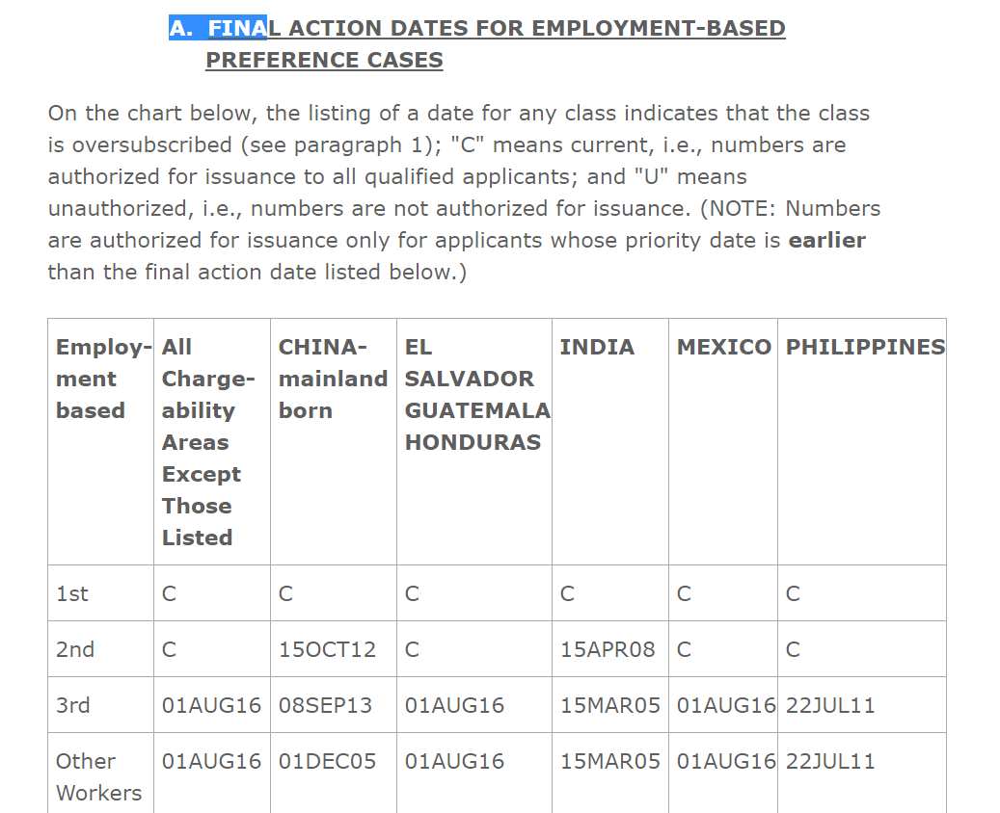 A. FINAL ACTION DATES FOR EMPLOYMENT-BASED
PREFERENCE CASES
On the chart below, the listing of a date for any class indicates that the class
is oversubscribed (see paragraph 1); "C" means current, i.e., numbers are
authorized for issuance to all qualified applicants; and "U" means
unauthorized, i.e., numbers are not authorized for issuance. (NOTE: Numbers
are authorized for issuance only for applicants whose priority date is earlier
than the final action date listed below.)
Employ- All CHINA- EL INDIA MEXICO PHILIPPINES
ment Charge- mainland SALVADOR
based ability born GUATEMALA
Areas HONDURAS
Except
Those
Listed
1st C C C C C C
2nd C 15OCT12 C 15APR08 C C
3rd 01AUG16 08SEP13 01AUG16 15MAR05 01AUG16 22JUL11
Other 01AUG16 01DEC05 01AUG16 15MAR05 01AUG16 22JUL11
Workers